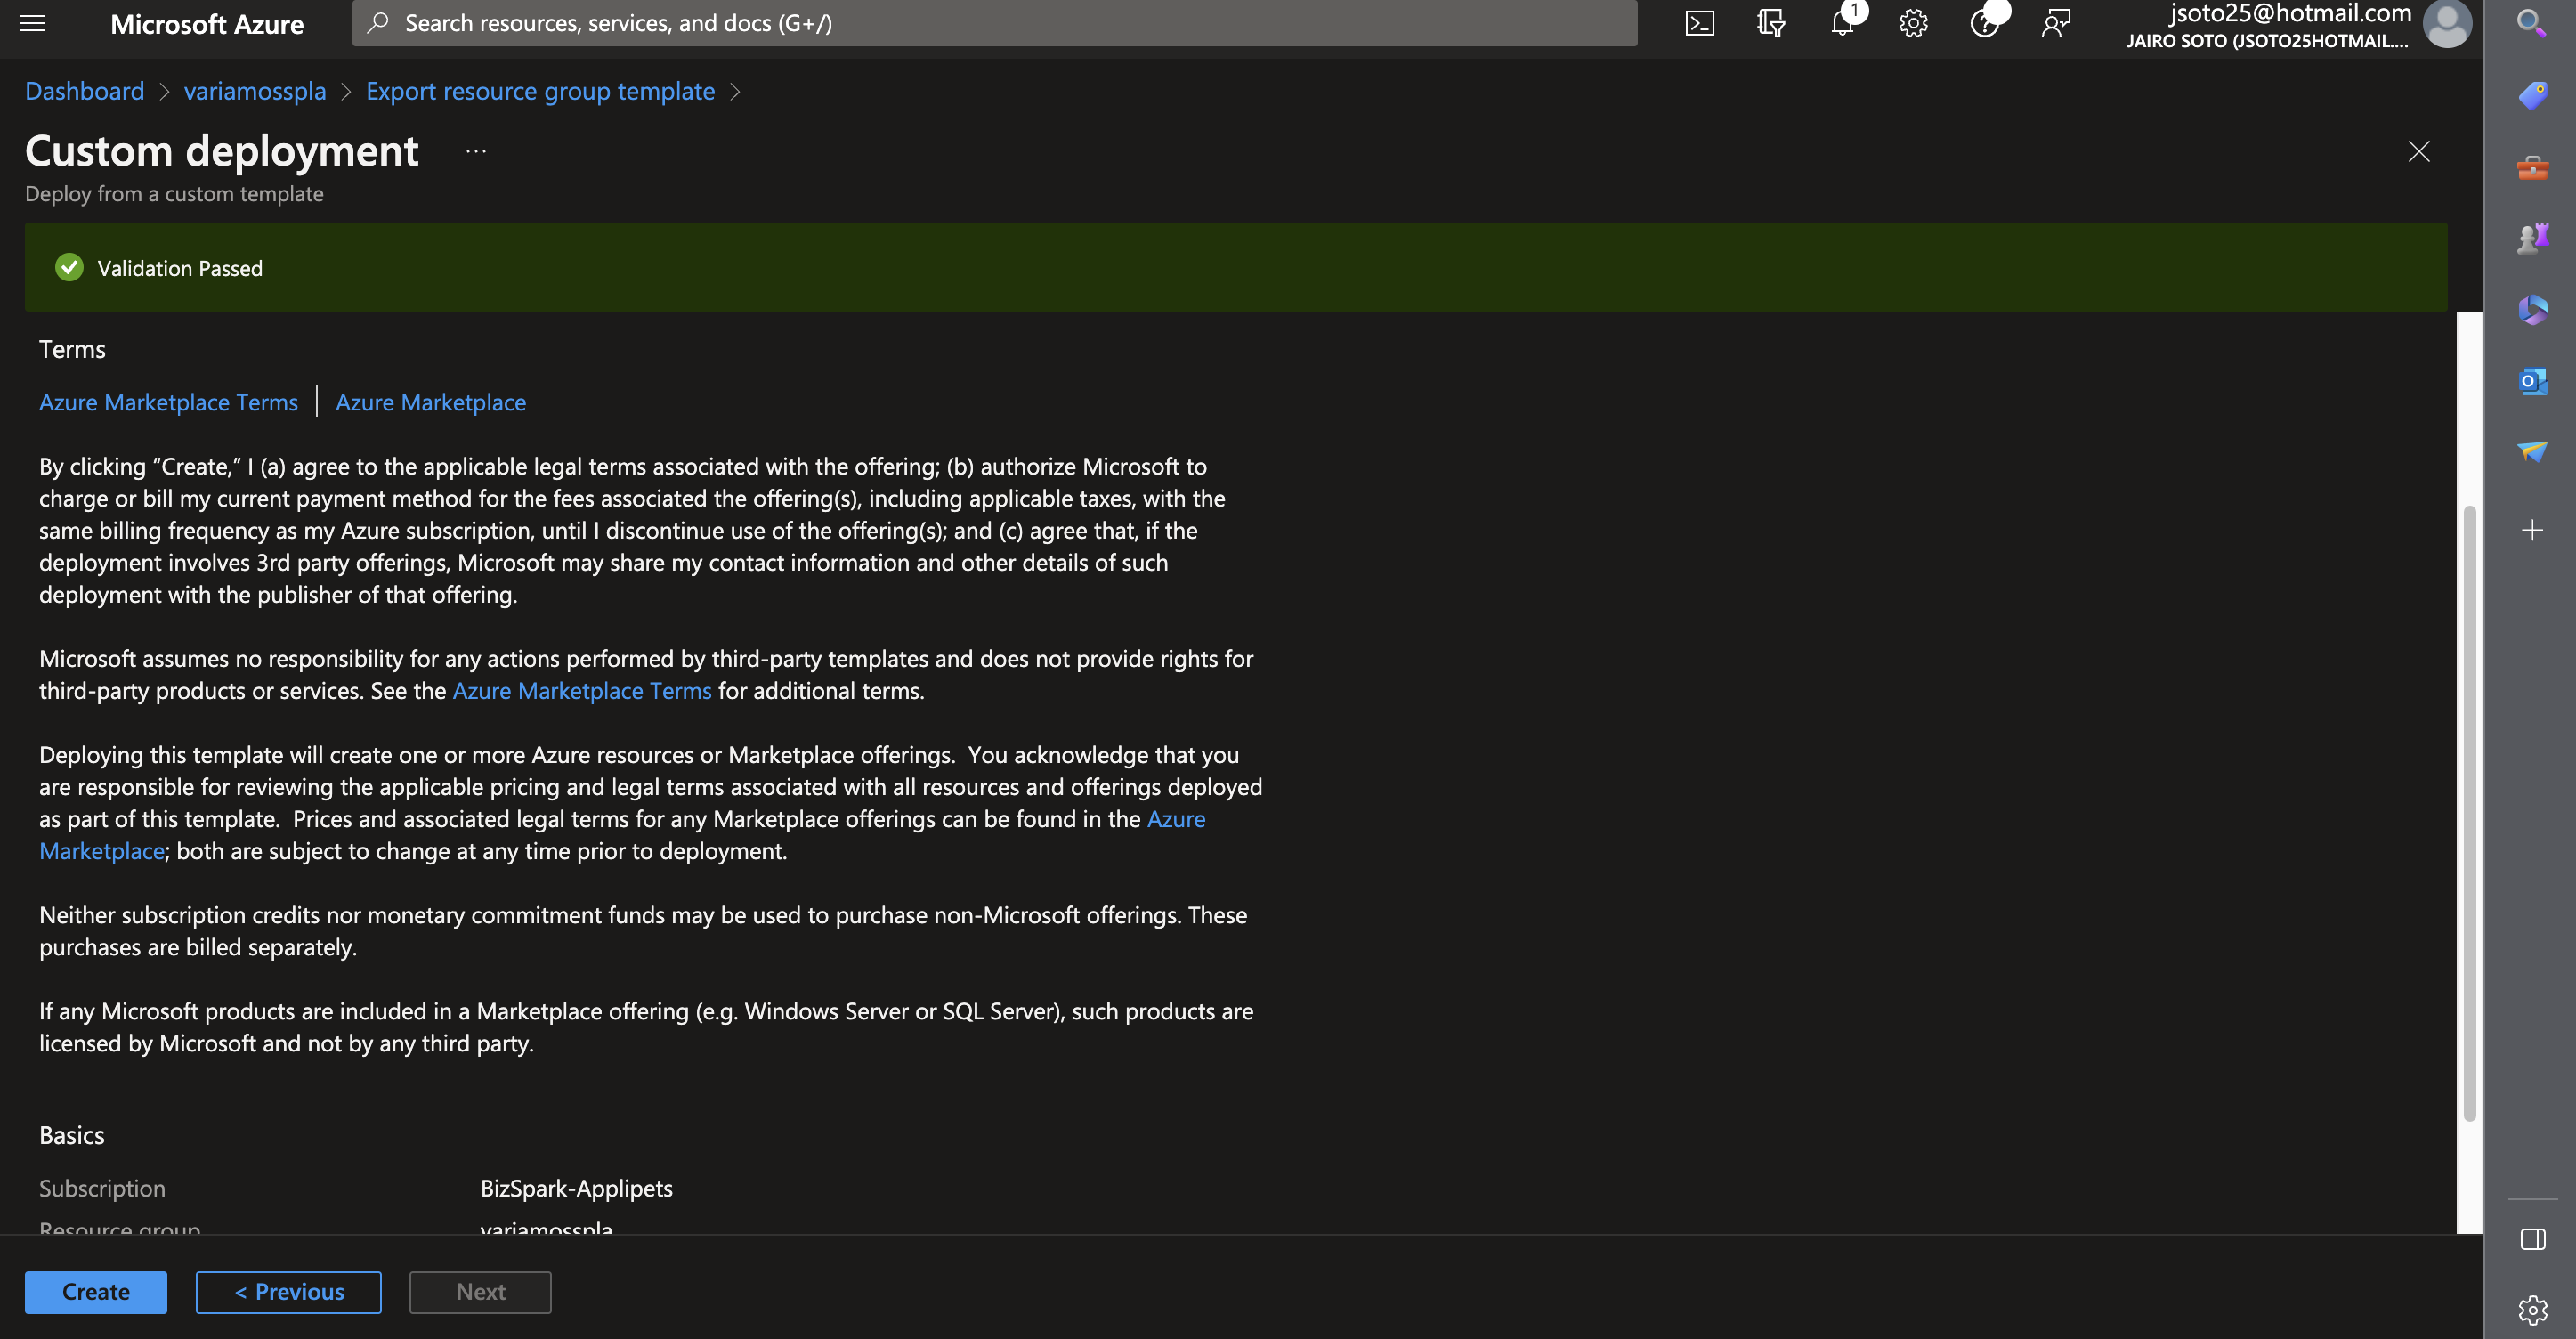 Microsoft Azure
Search resources, services, and docs (G+/)
1
jsoto25@hotmail.com
JAIRO SOTO (JSOTO25HOTMAIL....
Dashboard > variamosspla > Export resource group template >
Custom deployment ...
Deploy from a custom template
Validation Passed
Terms
Azure Marketplace Terms | Azure Marketplace
By clicking “Create,” I (a) agree to the applicable legal terms associated with the offering; (b) authorize Microsoft to
charge or bill my current payment method for the fees associated the offering(s), including applicable taxes, with the
same billing frequency as my Azure subscription, until I discontinue use of the offering(s); and (c) agree that, if the
deployment involves 3rd party offerings, Microsoft may share my contact information and other details of such
deployment with the publisher of that offering.
Microsoft assumes no responsibility for any actions performed by third-party templates and does not provide rights for
third-party products or services. See the Azure Marketplace Terms for additional terms.
Deploying this template will create one or more Azure resources or Marketplace offerings.  You acknowledge that you
are responsible for reviewing the applicable pricing and legal terms associated with all resources and offerings deployed
as part of this template.  Prices and associated legal terms for any Marketplace offerings can be found in the Azure
Marketplace; both are subject to change at any time prior to deployment.
Neither subscription credits nor monetary commitment funds may be used to purchase non-Microsoft offerings. These
purchases are billed separately.
If any Microsoft products are included in a Marketplace offering (e.g. Windows Server or SQL Server), such products are
licensed by Microsoft and not by any third party.
Basics
Subscription BizSpark-Applipets
Resource group variamosspla
Create < Previous Next